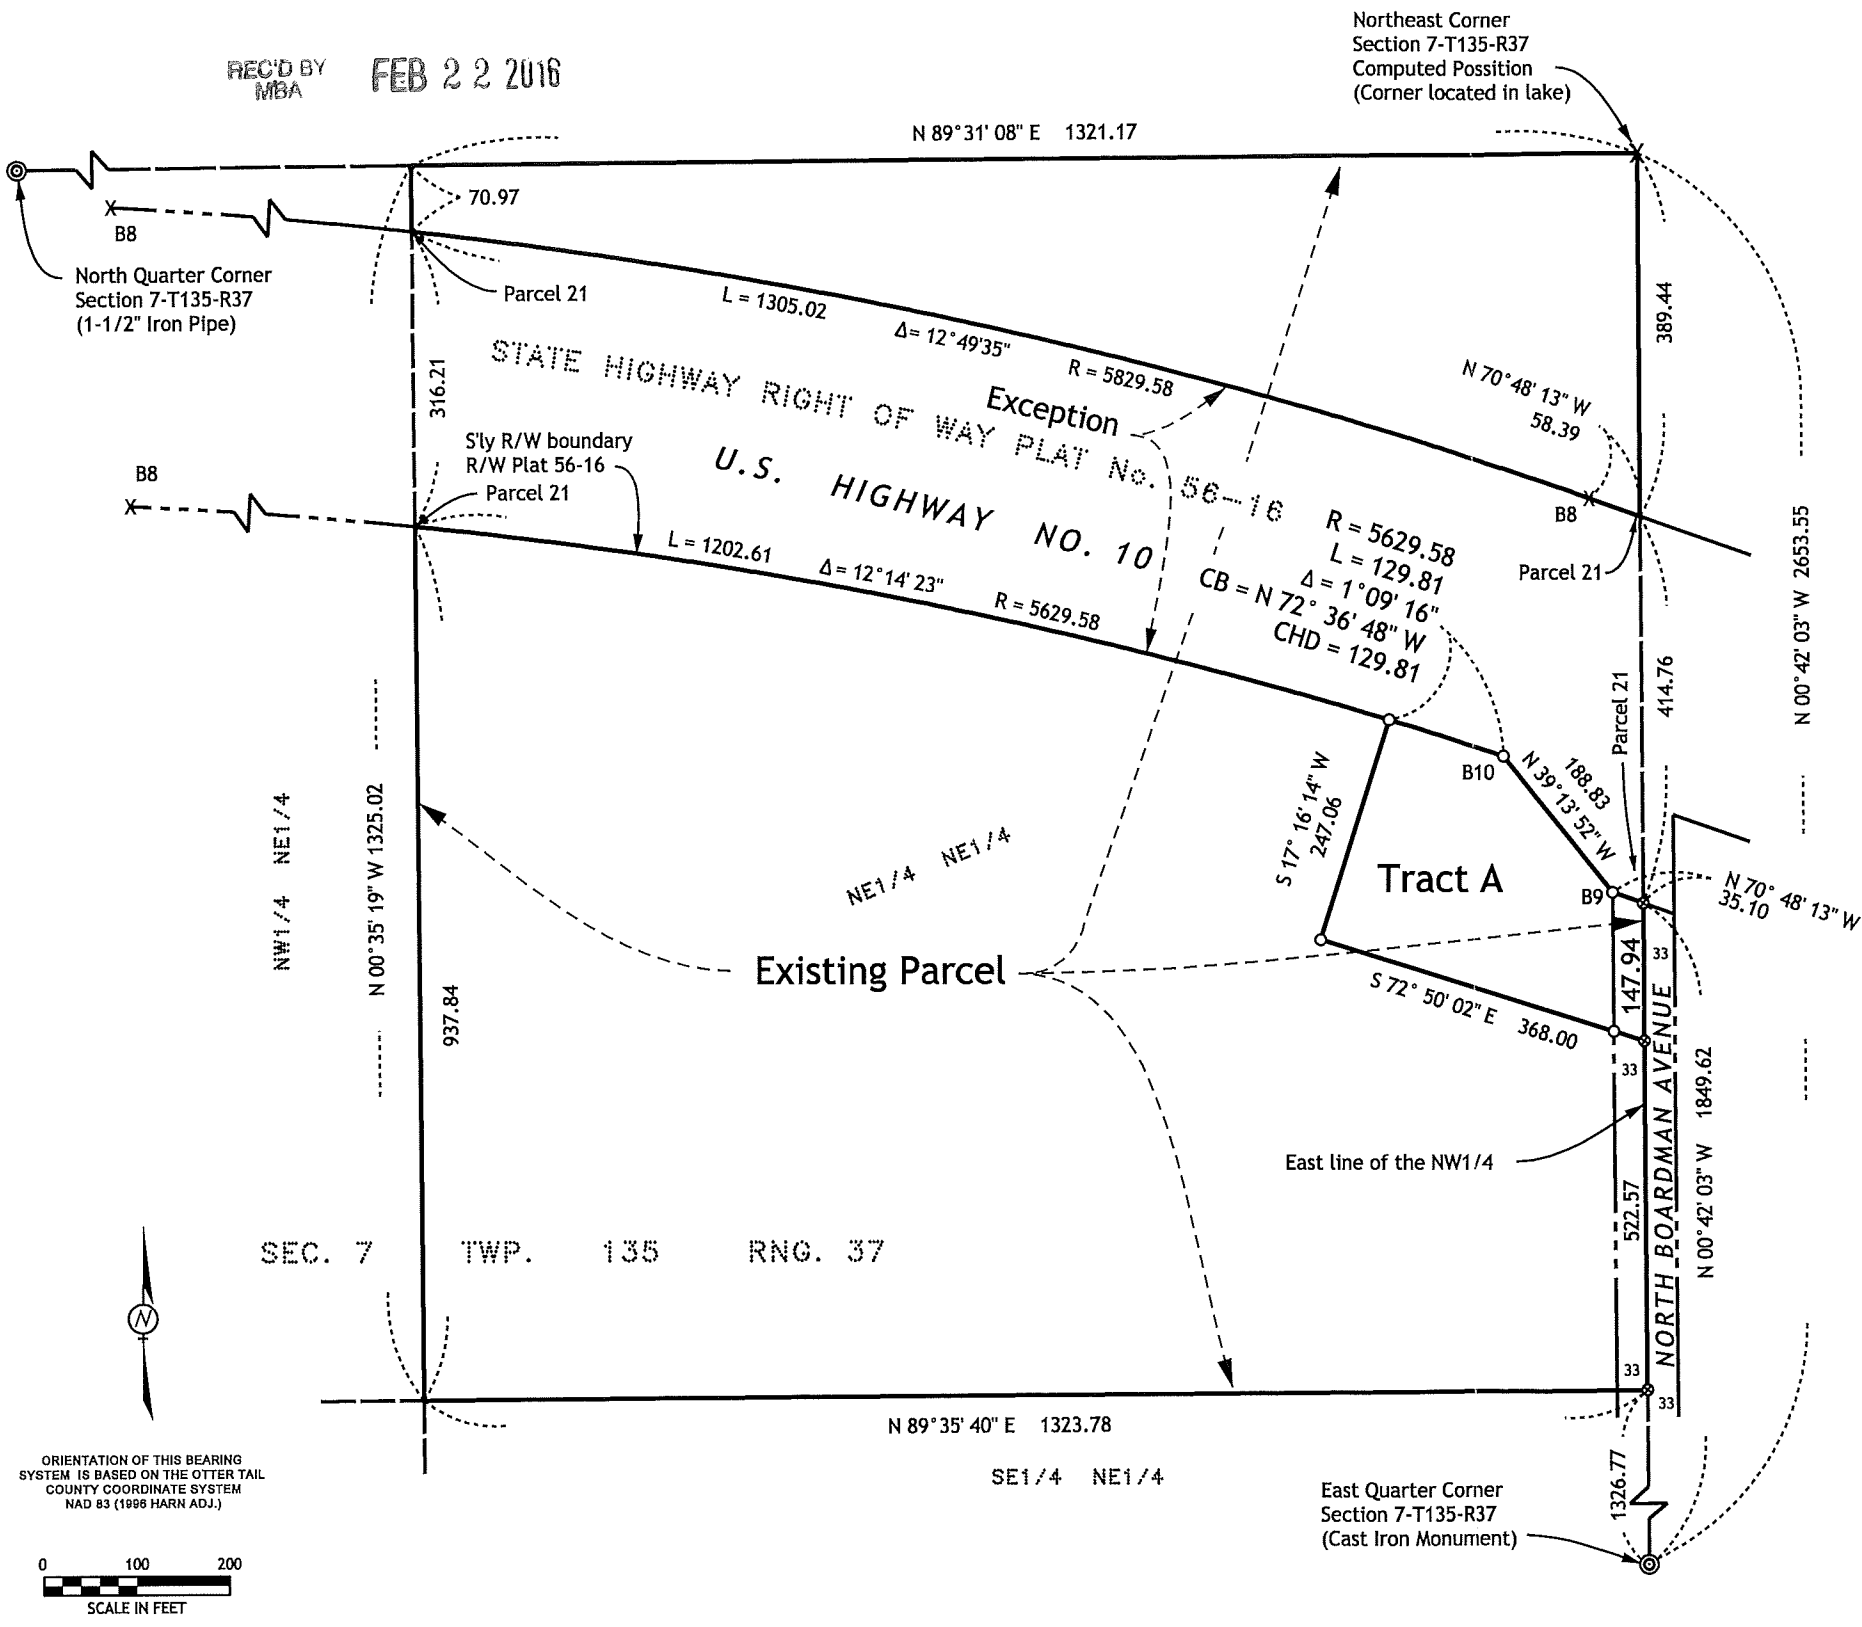 Northeast Corner
Section 7-T135-R37
Computed Possition
(Corner located in lake)
REC'D BY
MBA
FEB 22 2016
N 89°31' 08" E 1321.17
70.97
B8
North Quarter Corner
Section 7-T135-R37
(1-1/2" Iron Pipe)
Parcel 21
L = 1305.02
Δ= 12°49'35"
R = 5829.58
389.44
N 70°48' 13" W
58.39
316.21
STATE HIGHWAY RIGHT OF WAY PLAT No. 56-16
Exception
S'ly R/W boundary
R/W Plat 56-16
Parcel 21
B8
U.S. HIGHWAY NO. 10
B8
Parcel 21
N 00°42' 03" W 2653.55
L = 1202.61
Δ= 12°14' 23"
R = 5629.58
R = 5629.58
L = 129.81
Δ = 1°09' 16"
CB = N 72° 36' 48" W
CHD = 129.81
Parcel 21
414.76
B10
188.83
N 39°13' 52" W
S 17° 16' 14" W
247.06
Tract A
B9
N 70° 48' 13" W
35.10
NW1/4 NE1/4
N 00°35' 19" W 1325.02
NE1/4 NE1/4
147.94
33
Existing Parcel
937.84
S 72° 50' 02" E 368.00
33
NORTH BOARDMAN AVENUE
N 00°42' 03" W 1849.62
East line of the NW1/4
522.57
SEC. 7 TWP. 135 RNG. 37
33
33
N 89°35' 40" E 1323.78
SE1/4 NE1/4
1326.77
N
ORIENTATION OF THIS BEARING
SYSTEM IS BASED ON THE OTTER TAIL
COUNTY COORDINATE SYSTEM
NAD 83 (1996 HARN ADJ.)
East Quarter Corner
Section 7-T135-R37
(Cast Iron Monument)
0 100 200
SCALE IN FEET